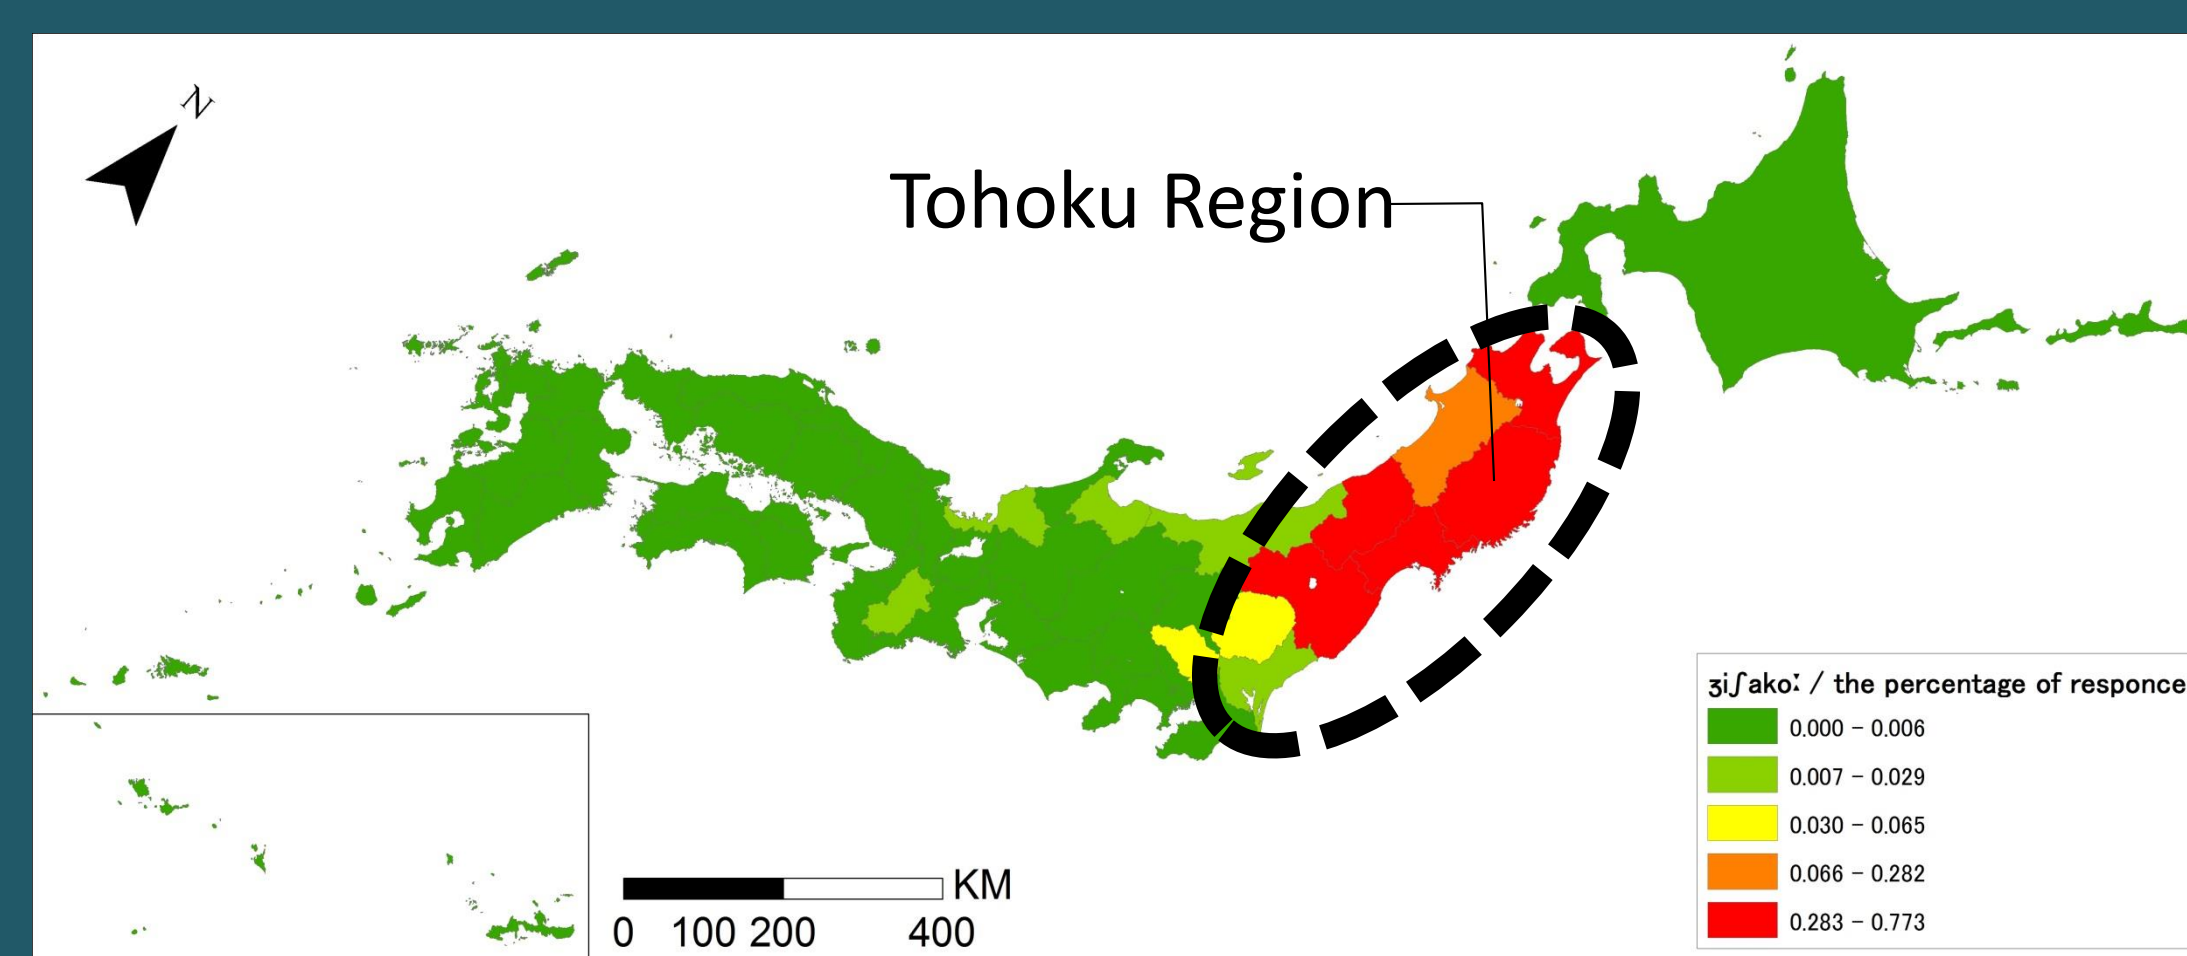 N
Tohoku Region
ʒiʃakoː / the percentage of responce
0.000 − 0.006
0.007 − 0.029
0.030 − 0.065
0.066 − 0.282
0.283 − 0.773
KM
0 100 200 400